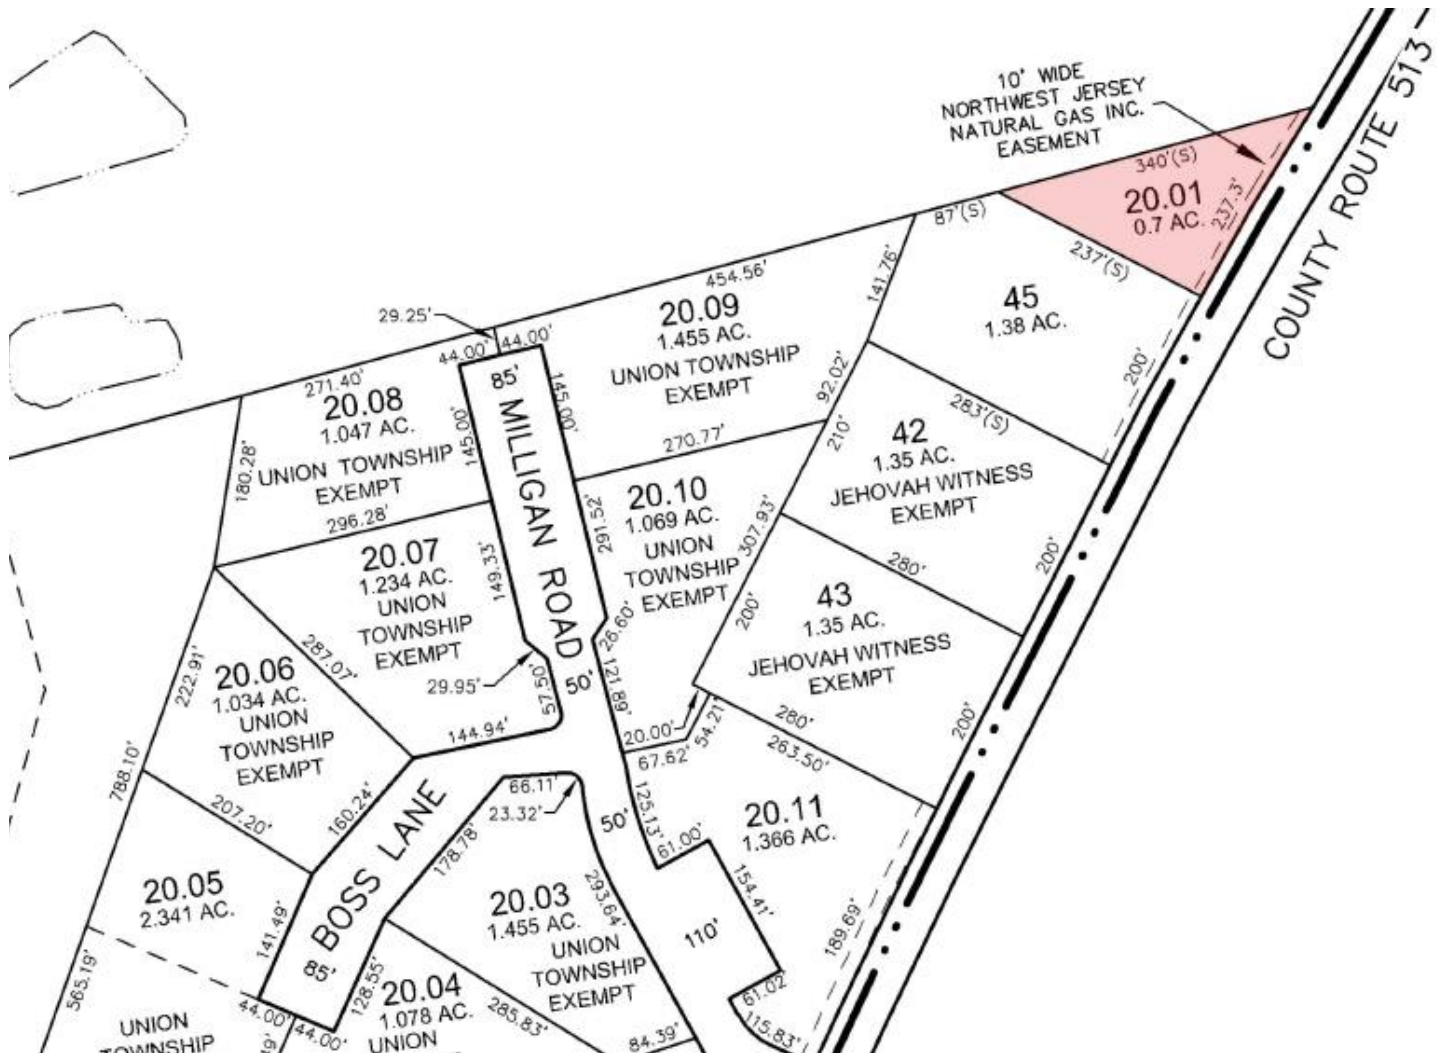 10' WIDE
NORTHWEST JERSEY
NATURAL GAS INC.
EASEMENT
COUNTY ROUTE 513
340'(S)
20.01
0.7 AC.
237.3'
237'(S)
87'(S)
45
1.38 AC.
200'
141.76'
454.56'
20.09
1.455 AC.
UNION TOWNSHIP
EXEMPT
29.25'
44.00'
44.00'
271.40'
20.08
1.047 AC.
UNION TOWNSHIP
EXEMPT
180.28'
145.00'
85'
MILLIGAN ROAD
145.00'
92.02'
270.77'
283'(S)
42
1.35 AC.
JEHOVAH WITNESS
EXEMPT
210'
200'
296.28'
20.07
1.234 AC.
UNION
TOWNSHIP
EXEMPT
149.33'
291.52'
20.10
1.069 AC.
UNION
TOWNSHIP
EXEMPT
307.93'
280'
43
1.35 AC.
JEHOVAH WITNESS
EXEMPT
200'
200'
280'
26.60'
121.89'
50'
57.50'
29.95'
287.07'
222.91'
20.06
1.034 AC.
UNION
TOWNSHIP
EXEMPT
144.94'
20.00'
54.21'
67.62'
263.50'
788.10'
207.20'
160.24'
BOSS LANE
85'
66.11'
23.32'
178.78'
50'
125.13'
61.00'
20.11
1.366 AC.
154.41'
189.69'
110'
61.02'
115.83'
20.05
2.341 AC.
141.49'
20.03
1.455 AC.
UNION
TOWNSHIP
EXEMPT
293.64'
128.55'
20.04
1.078 AC.
UNION
285.83'
84.39'
565.19'
44.00'
44.00'
UNION
TOWNSHIP